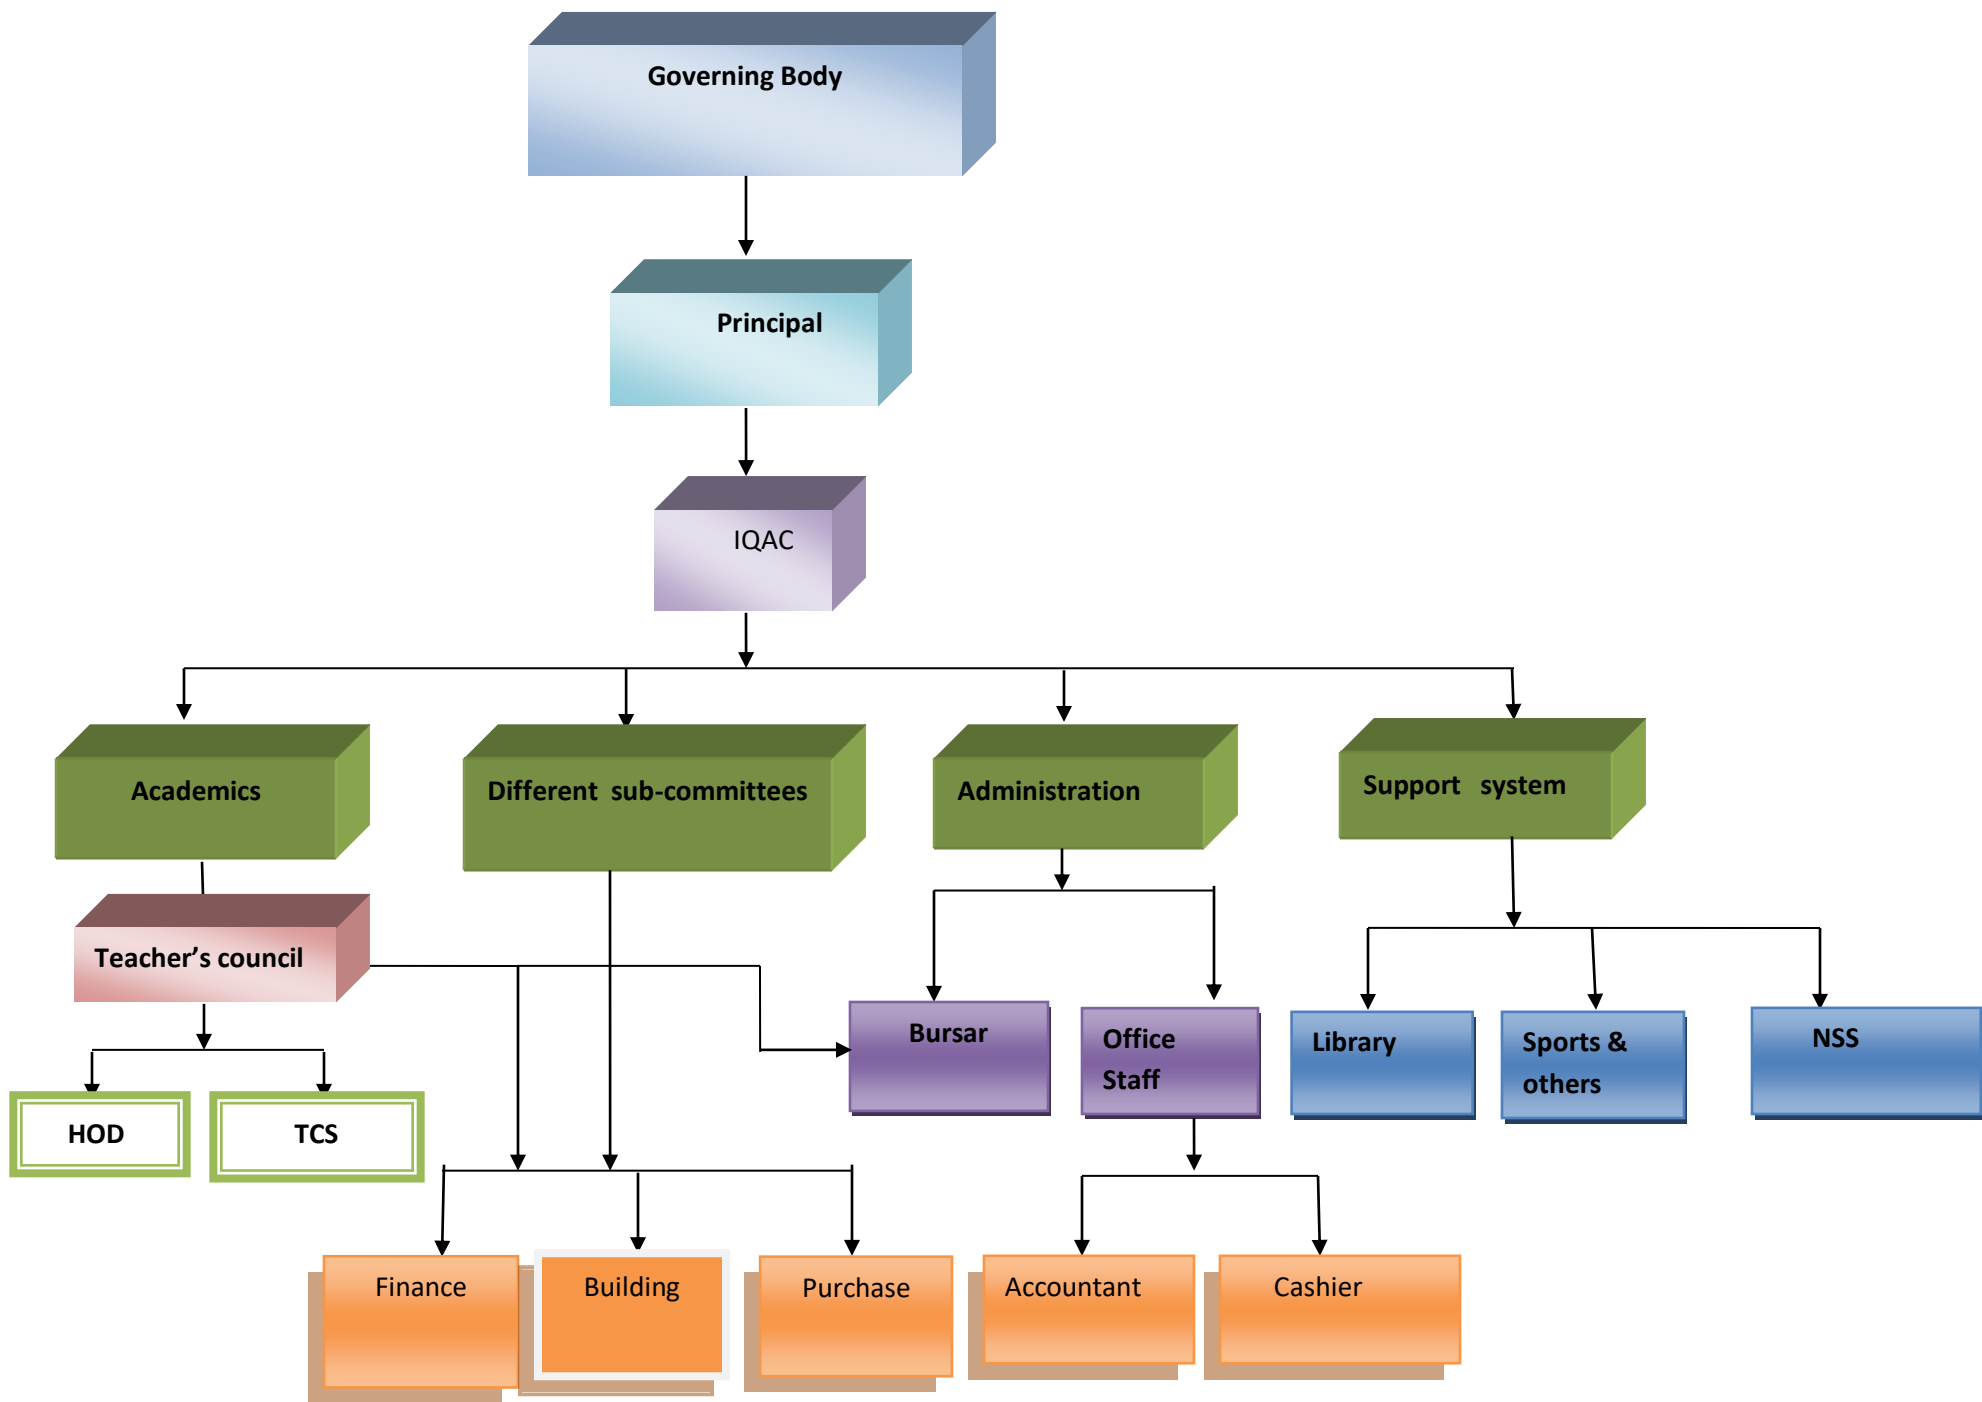 Governing Body
Principal
IQAC
Academics
Different  sub-committees
Administration
Support   system
Teacher’s council
Bursar
Office
Staff
Library
Sports &
others
NSS
HOD
TCS
Finance
Building
Purchase
Accountant
Cashier